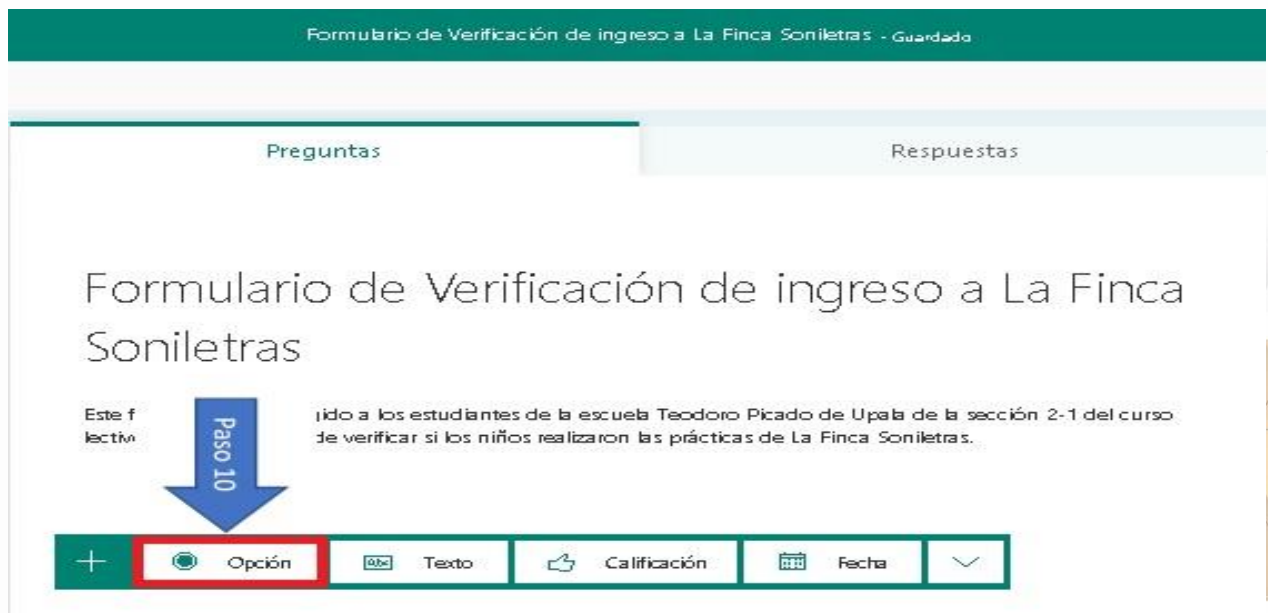 Formulario de Verificación de ingreso a La Finca Soniletras - Guardado
Preguntas Respuestas
Formulario de Verificación de ingreso a La Finca
Soniletras
Este f ido a los estudiantes de la escuela Teodoro Picado de Upala de la sección 2-1 del curso
lectiv de verificar si los niños realizaron las prácticas de La Finca Soniletras.
Paso 10
Opción Texto Calificación Fecha